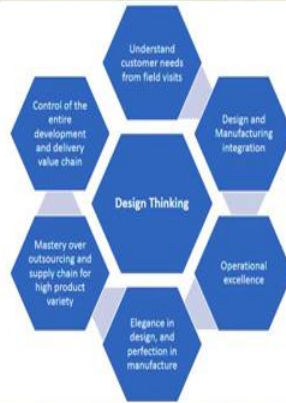 Understand
customer needs
from field visits
Control of the
entire
development
and delivery
value chain
Design and
Manufacturing
integration
Design Thinking
Mastery over
outsourcing and
supply chain for
high product
variety
Operational
excellence
Elegance in
design, and
perfection in
manufacture